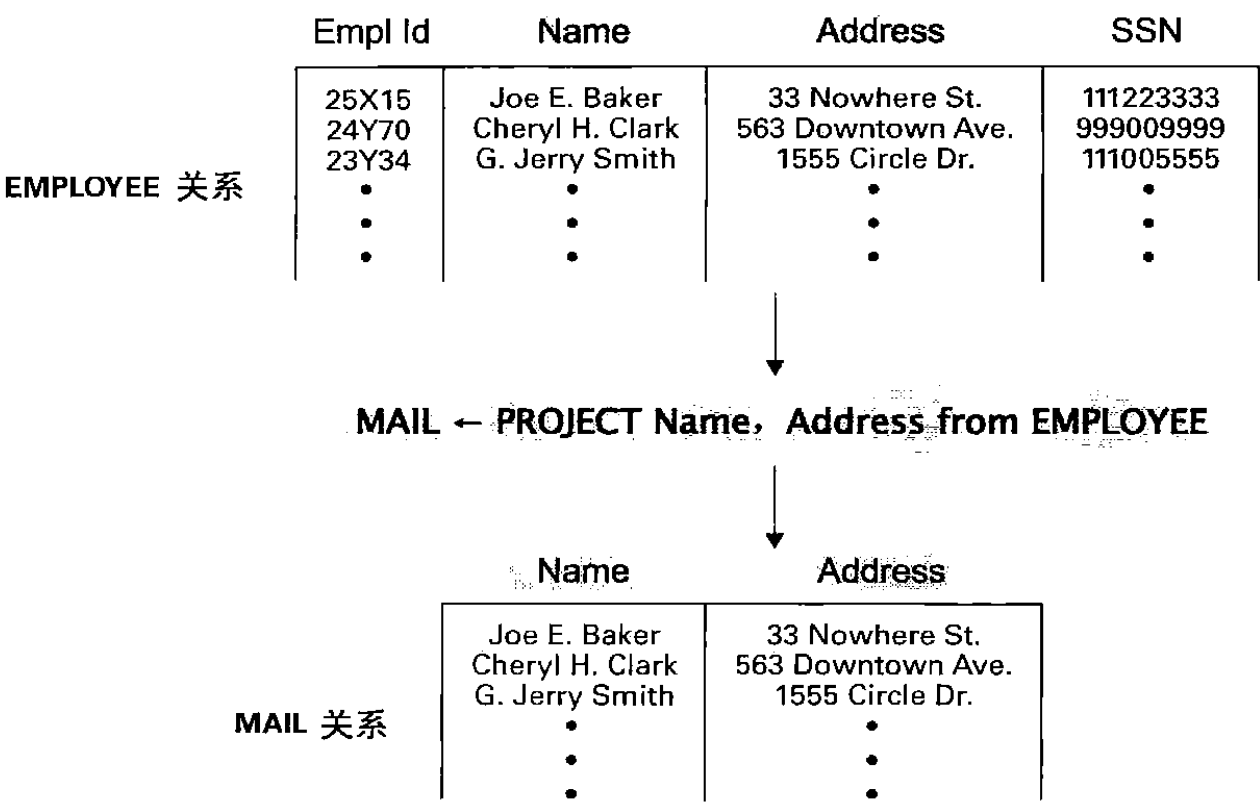 Empl Id Name Address SSN
25X15 Joe E. Baker 33 Nowhere St. 111223333
24Y70 Cheryl H. Clark 563 Downtown Ave. 999009999
23Y34 G. Jerry Smith 1555 Circle Dr. 111005555
EMPLOYEE 关系
MAIL ← PROJECT Name, Address from EMPLOYEE
Name Address
Joe E. Baker 33 Nowhere St.
Cheryl H. Clark 563 Downtown Ave.
G. Jerry Smith 1555 Circle Dr.
MAIL 关系